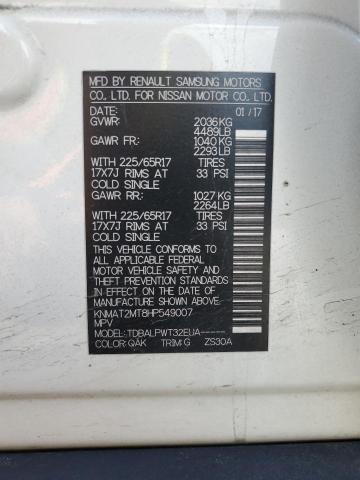 MFD BY RENAULT SAMSUNG MOTORS
CO., LTD. FOR NISSAN MOTOR CO., LTD.
DATE: 01/17
GVWR: 2036KG
4489LB
GAWR FR: 1040KG
2293LB
WITH 225/65R17 TIRES
17X7J RIMS AT 33 PSI
COLD SINGLE
GAWR RR: 1027KG
2264LB
WITH 225/65R17 TIRES
17X7J RIMS AT 33 PSI
COLD SINGLE
THIS VEHICLE CONFORMS TO
ALL APPLICABLE FEDERAL
MOTOR VEHICLE SAFETY, BUMPER,
AND THEFT PREVENTION STANDARDS
IN EFFECT ON THE DATE OF
MANUFACTURE SHOWN ABOVE.
KNMAT2MT8HP549007
MPV
MODEL: TDBALPWT32EUA------
COLOR: QAK TRIM: G ZS30A